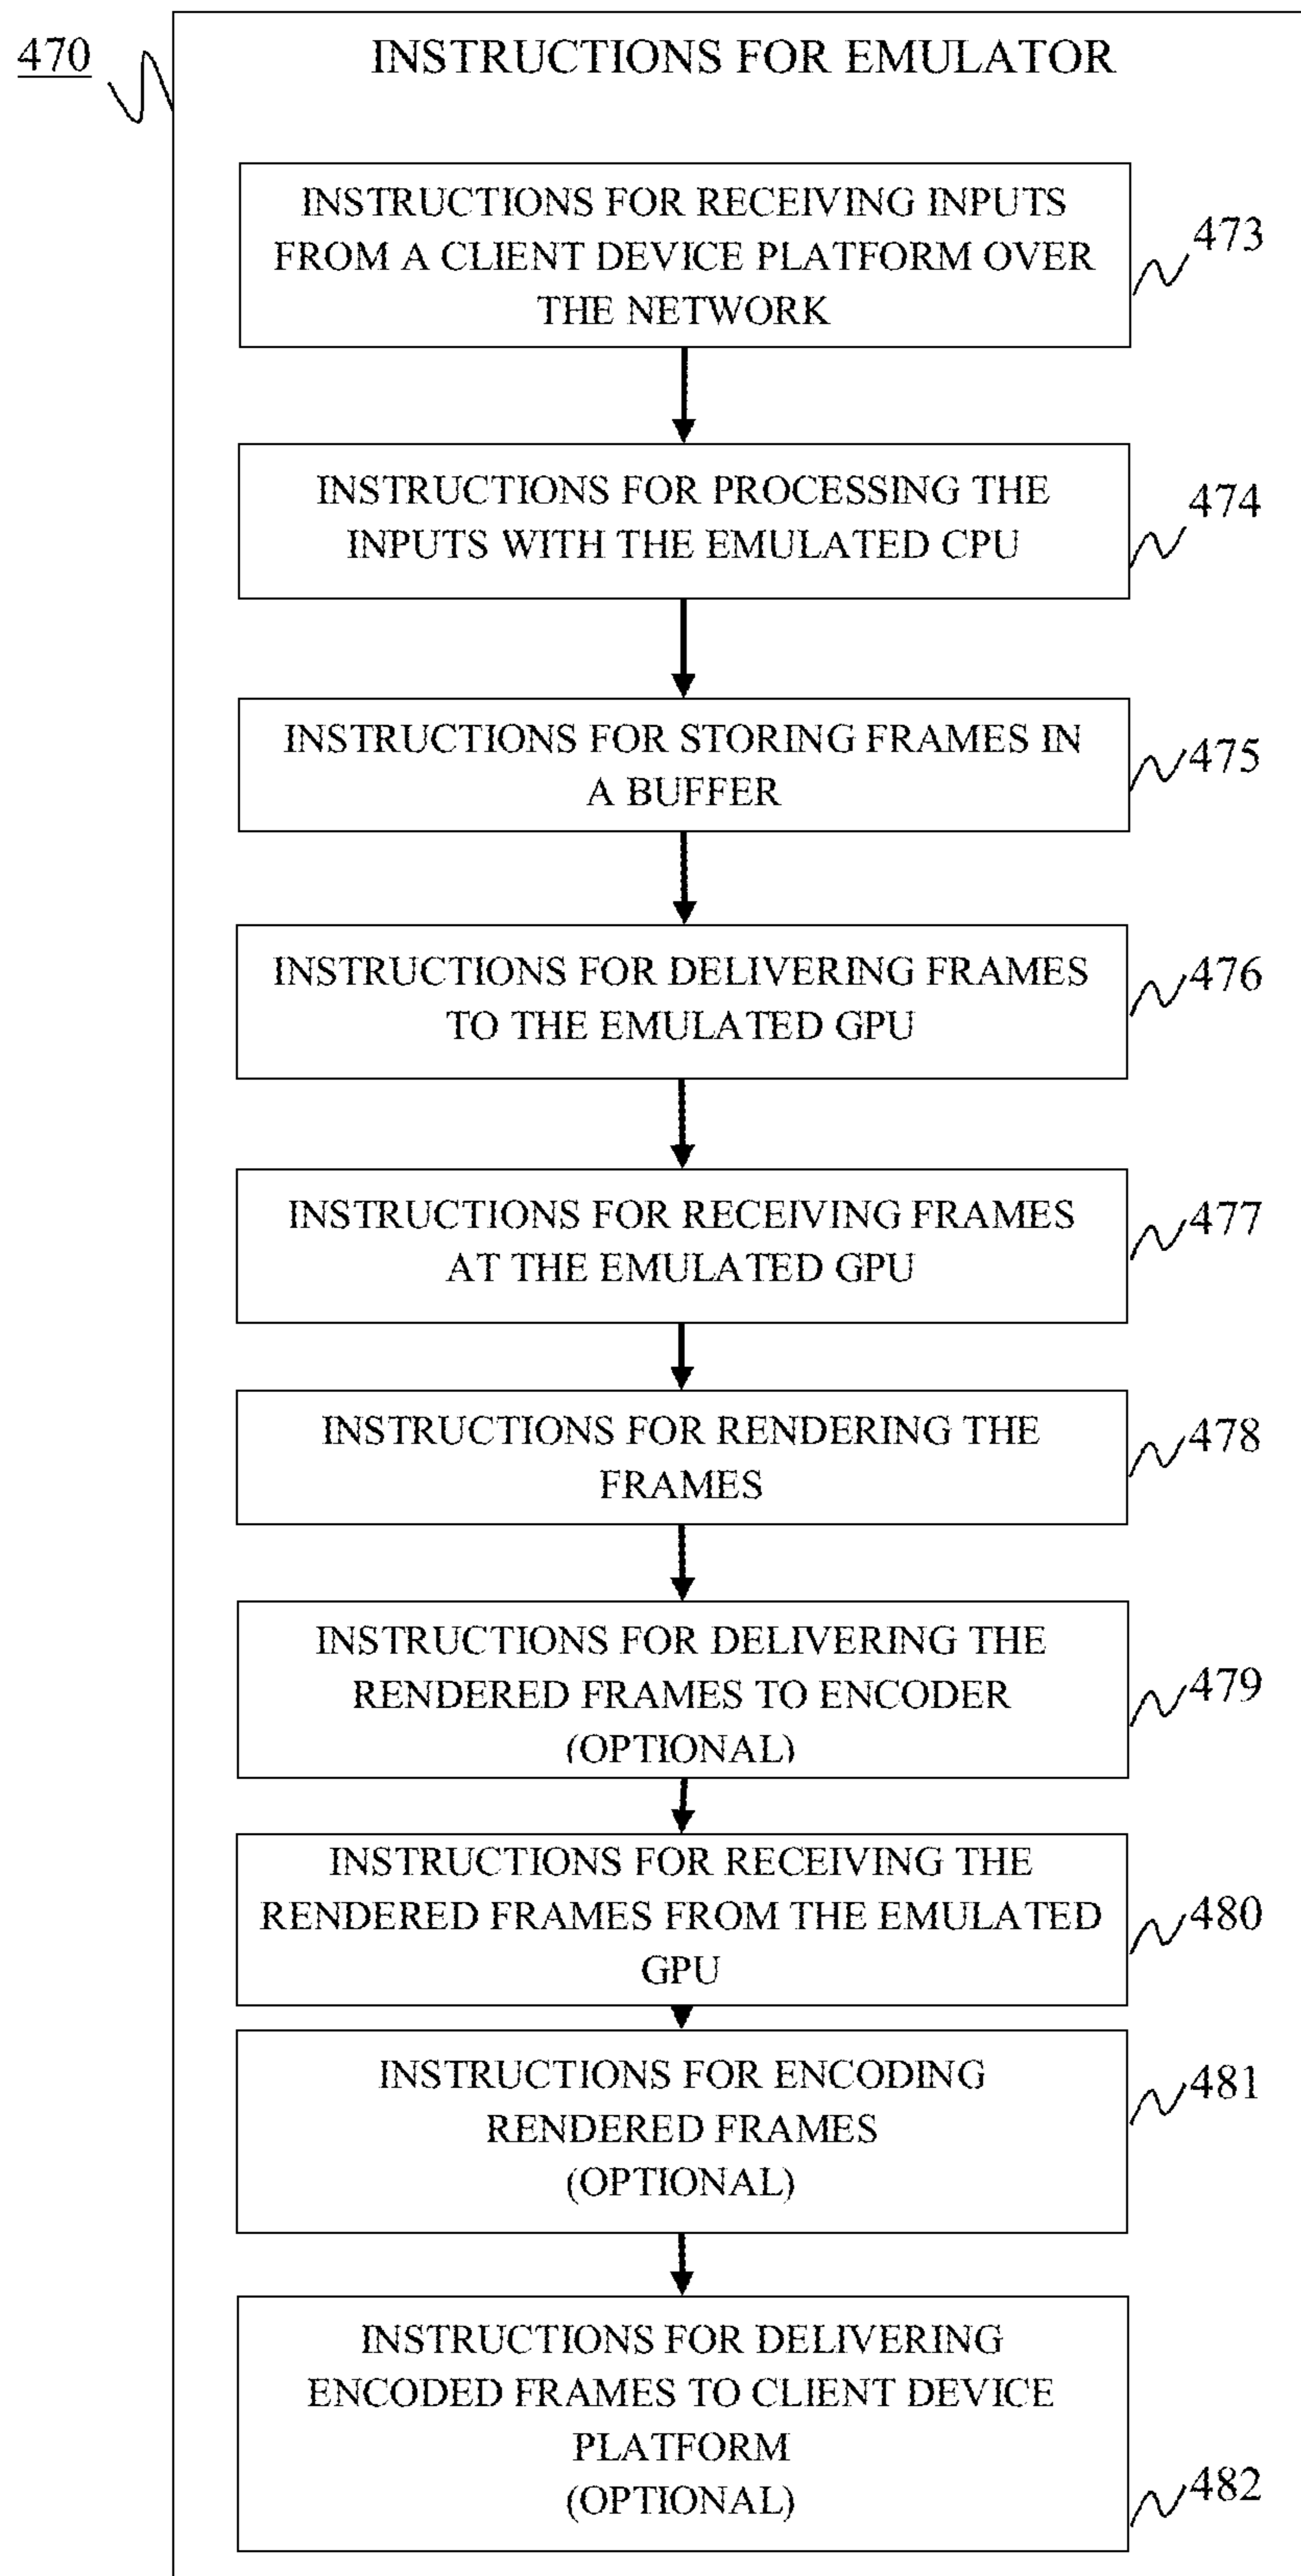 470
INSTRUCTIONS FOR EMULATOR
INSTRUCTIONS FOR RECEIVING INPUTS
FROM A CLIENT DEVICE PLATFORM OVER
THE NETWORK
473
INSTRUCTIONS FOR PROCESSING THE
INPUTS WITH THE EMULATED CPU
474
INSTRUCTIONS FOR STORING FRAMES IN
A BUFFER
475
INSTRUCTIONS FOR DELIVERING FRAMES
TO THE EMULATED GPU
476
INSTRUCTIONS FOR RECEIVING FRAMES
AT THE EMULATED GPU
477
INSTRUCTIONS FOR RENDERING THE
FRAMES
478
INSTRUCTIONS FOR DELIVERING THE
RENDERED FRAMES TO ENCODER
(OPTIONAL)
479
INSTRUCTIONS FOR RECEIVING THE
RENDERED FRAMES FROM THE EMULATED
GPU
480
INSTRUCTIONS FOR ENCODING
RENDERED FRAMES
(OPTIONAL)
481
INSTRUCTIONS FOR DELIVERING
ENCODED FRAMES TO CLIENT DEVICE
PLATFORM
(OPTIONAL)
482